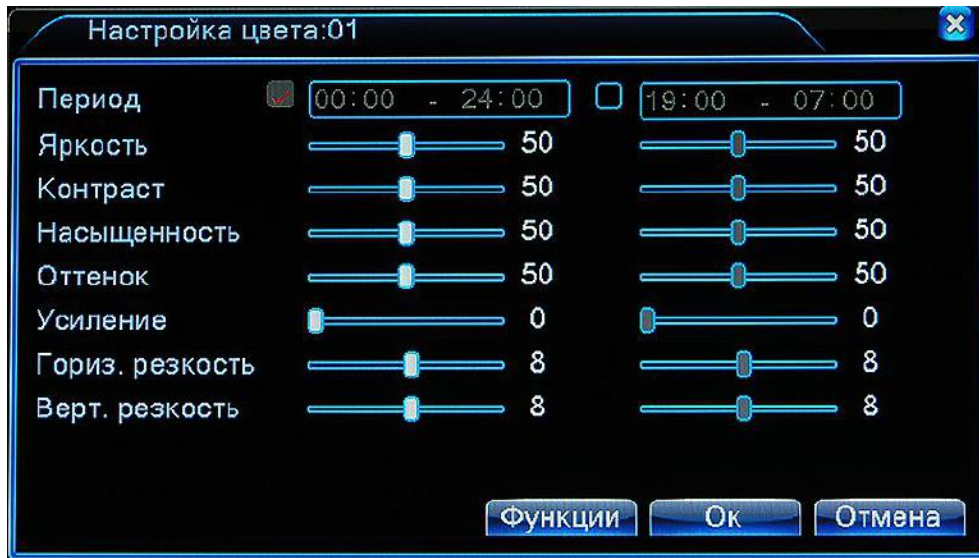 Настройка цвета:01
Период 00:00 - 24:00 19:00 - 07:00
Яркость 50 50
Контраст 50 50
Насыщенность 50 50
Оттенок 50 50
Усиление 0 0
Гориз. резкость 8 8
Верт. резкость 8 8
Функции Ок Отмена